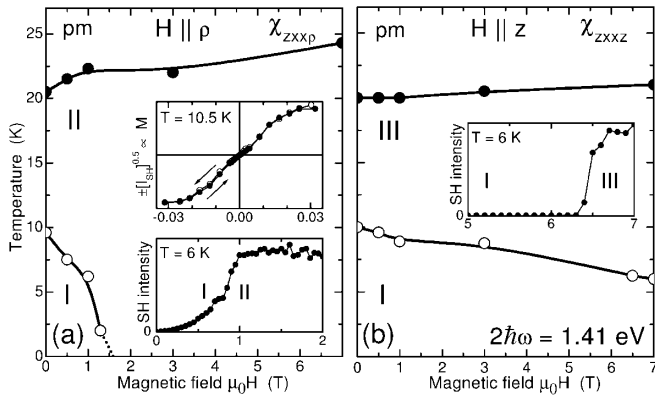 pm H || ρ χzxxρ
25
20
15
10
5
0
Temperature (K)
II
T = 10.5 K
±[ISH]^0.5 ∝ M
-0.03 0.00 0.03
T = 6 K
SH intensity
I II
0
0 1 2
I
(a)
0 1 2 3 4 5 6
Magnetic field μ0H (T)
pm H || z χzxxz
III
T = 6 K
SH intensity
I III
0
5 6 7
I
(b) 2ħω = 1.41 eV
0 1 2 3 4 5 6 7
Magnetic field μ0H (T)